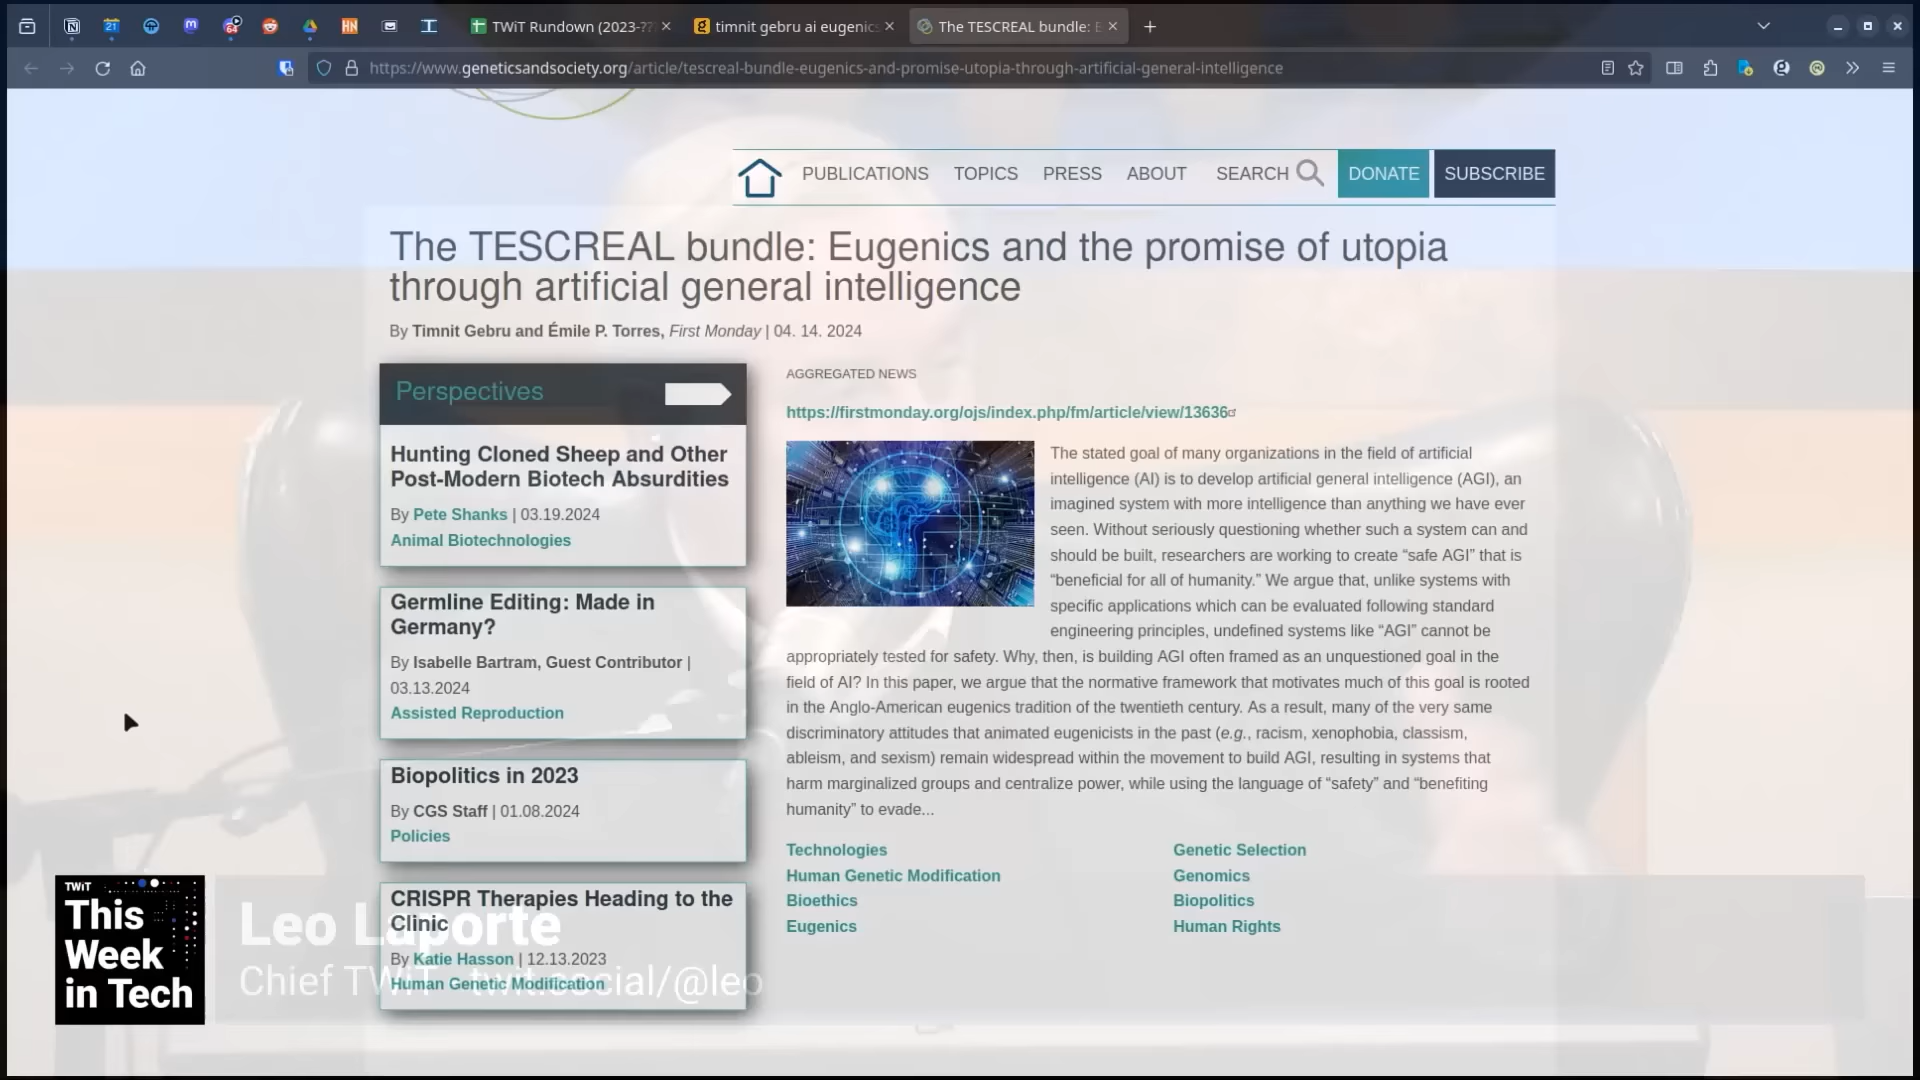 TWiT Rundown (2023-???
timnit gebru ai eugenics
The TESCREAL bundle: E
https://www.geneticsandsociety.org/article/tescreal-bundle-eugenics-and-promise-utopia-through-artificial-general-intelligence
PUBLICATIONS TOPICS PRESS ABOUT SEARCH DONATE SUBSCRIBE
The TESCREAL bundle: Eugenics and the promise of utopia
through artificial general intelligence
By Timnit Gebru and Émile P. Torres, First Monday | 04. 14. 2024
Perspectives
Hunting Cloned Sheep and Other
Post-Modern Biotech Absurdities
By Pete Shanks | 03.19.2024
Animal Biotechnologies
Germline Editing: Made in
Germany?
By Isabelle Bartram, Guest Contributor |
03.13.2024
Assisted Reproduction
Biopolitics in 2023
By CGS Staff | 01.08.2024
Policies
CRISPR Therapies Heading to the
Clinic
By Katie Hasson | 12.13.2023
Human Genetic Modification
AGGREGATED NEWS
https://firstmonday.org/ojs/index.php/fm/article/view/13636
The stated goal of many organizations in the field of artificial
intelligence (AI) is to develop artificial general intelligence (AGI), an
imagined system with more intelligence than anything we have ever
seen. Without seriously questioning whether such a system can and
should be built, researchers are working to create “safe AGI” that is
“beneficial for all of humanity.” We argue that, unlike systems with
specific applications which can be evaluated following standard
engineering principles, undefined systems like “AGI” cannot be
appropriately tested for safety. Why, then, is building AGI often framed as an unquestioned goal in the
field of AI? In this paper, we argue that the normative framework that motivates much of this goal is rooted
in the Anglo-American eugenics tradition of the twentieth century. As a result, many of the very same
discriminatory attitudes that animated eugenicists in the past (e.g., racism, xenophobia, classism,
ableism, and sexism) remain widespread within the movement to build AGI, resulting in systems that
harm marginalized groups and centralize power, while using the language of “safety” and “benefiting
humanity” to evade...
Technologies
Human Genetic Modification
Bioethics
Eugenics
Genetic Selection
Genomics
Biopolitics
Human Rights
TWiT
This
Week
in Tech
Leo Laporte
Chief TWiT twit.social/@leo
21
64
HN